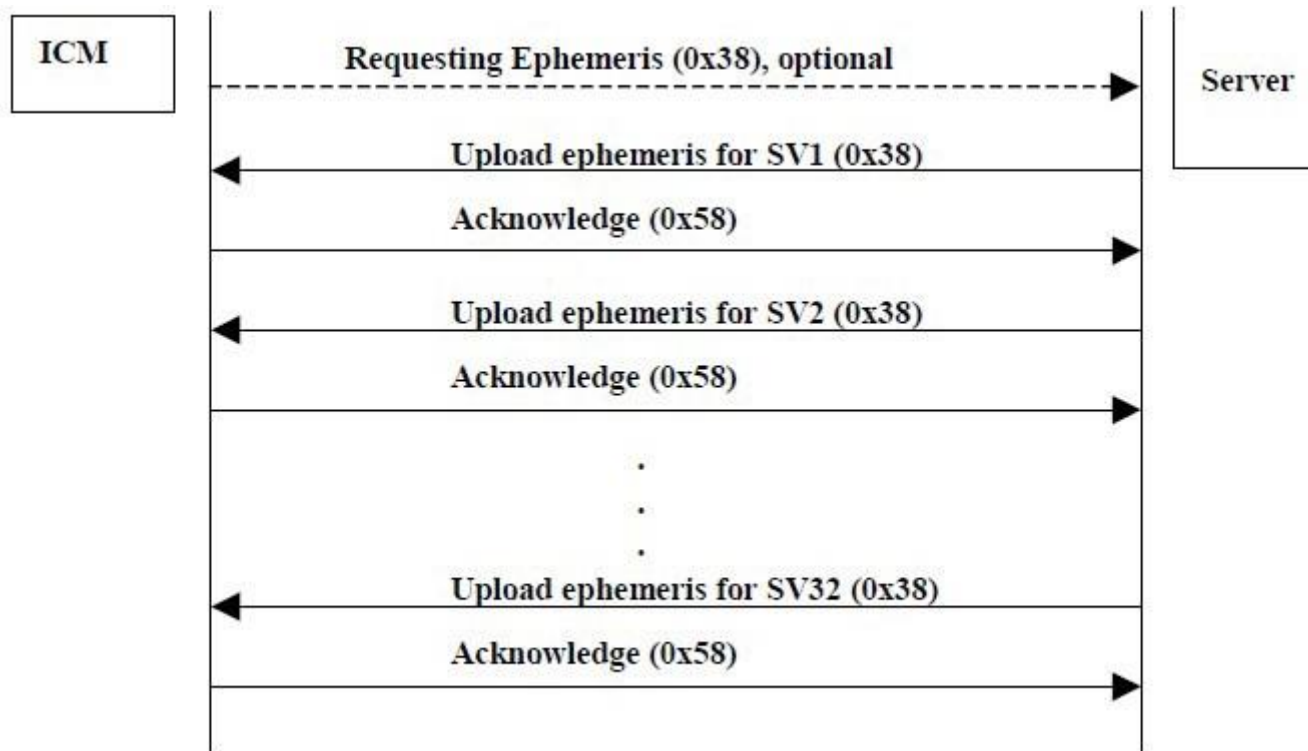 ICM
Requesting Ephemeris (0x38), optional
Server
Upload ephemeris for SV1 (0x38)
Acknowledge (0x58)
Upload ephemeris for SV2 (0x38)
Acknowledge (0x58)
.
.
.
Upload ephemeris for SV32 (0x38)
Acknowledge (0x58)